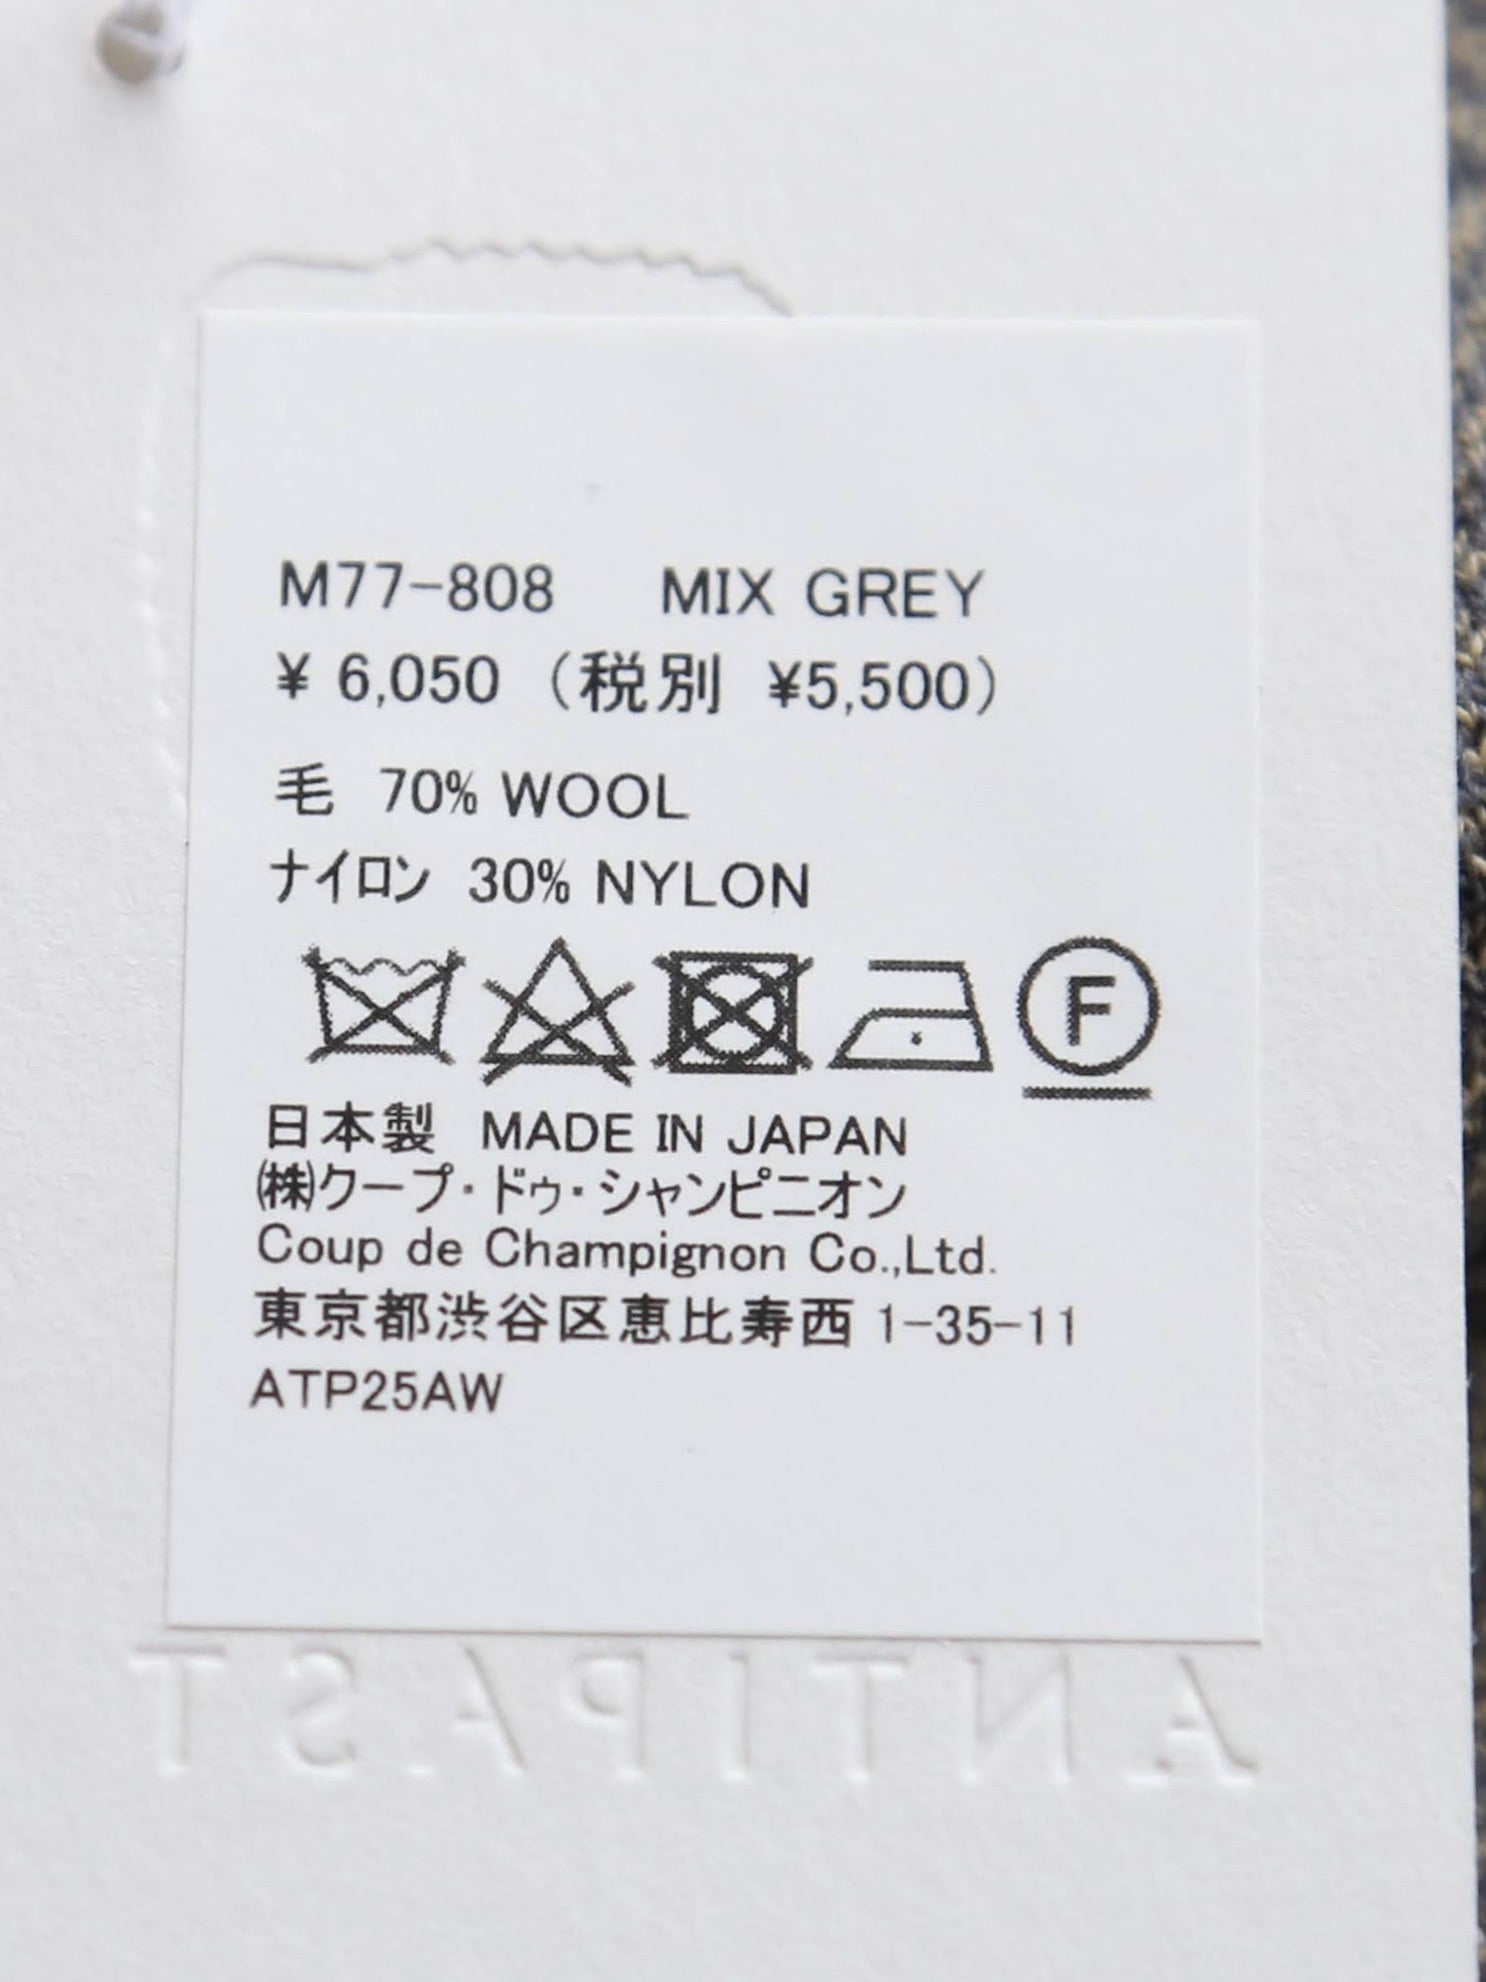 M77-808 MIX GREY
¥ 6,050 (税別 ¥5,500)
毛 70% WOOL
ナイロン 30% NYLON
F
日本製 MADE IN JAPAN
㈱クープ・ドゥ・シャンピニオン
Coup de Champignon Co.,Ltd.
東京都渋谷区恵比寿西 1-35-11
ATP25AW
ANTIPAST